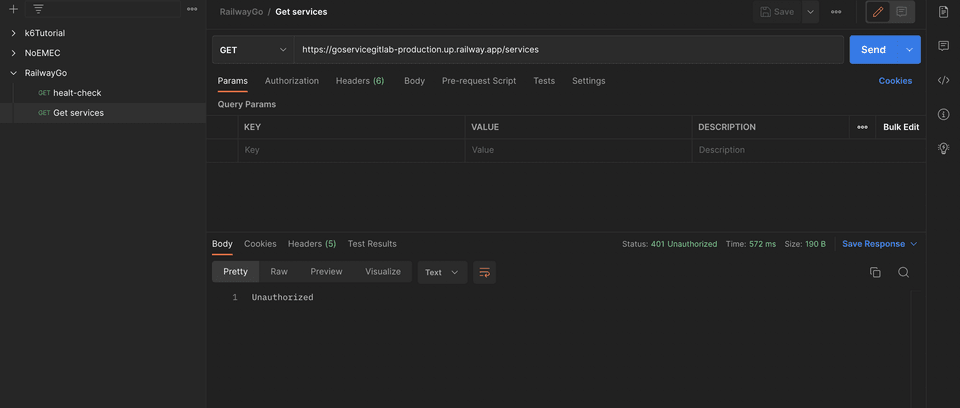 RailwayGo / Get services
Save
k6Tutorial
NoEMEC
RailwayGo
GET healt-check
GET Get services
GET https://goservicegitlab-production.up.railway.app/services
Send
Params Authorization Headers (6) Body Pre-request Script Tests Settings Cookies
Query Params
KEY VALUE DESCRIPTION Bulk Edit
Key Value Description
Body Cookies Headers (5) Test Results Status: 401 Unauthorized Time: 572 ms Size: 190 B Save Response
Pretty Raw Preview Visualize Text
1 Unauthorized